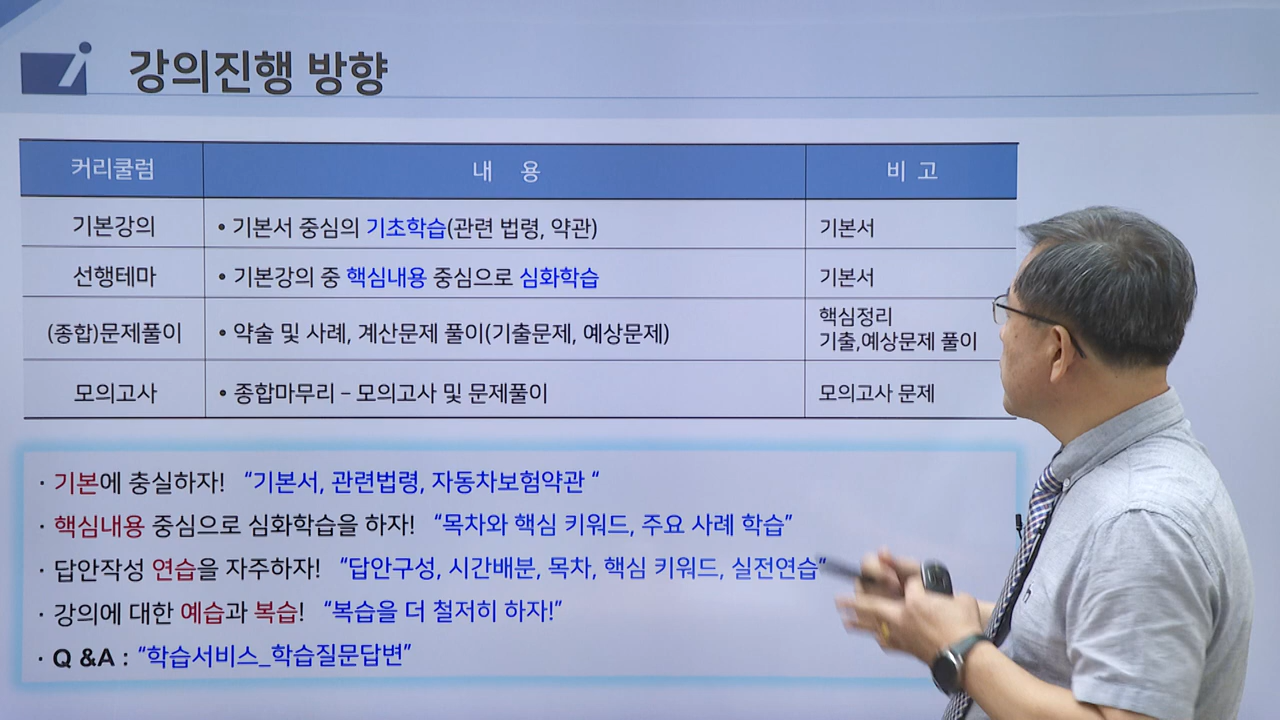 강의진행 방향
커리큘럼 내 용 비 고
기본강의 • 기본서 중심의 기초학습(관련 법령, 약관) 기본서
선행테마 • 기본강의 중 핵심내용 중심으로 심화학습 기본서
(종합)문제풀이 • 약술 및 사례, 계산문제 풀이(기출문제, 예상문제) 핵심정리
기출,예상문제 풀이
모의고사 • 종합마무리 – 모의고사 및 문제풀이 모의고사 문제
· 기본에 충실하자! “기본서, 관련법령, 자동차보험약관 “
· 핵심내용 중심으로 심화학습을 하자! “목차와 핵심 키워드, 주요 사례 학습”
· 답안작성 연습을 자주하자! “답안구성, 시간배분, 목차, 핵심 키워드, 실전연습”
· 강의에 대한 예습과 복습! “복습을 더 철저히 하자!”
· Q &A : “학습서비스_학습질문답변”